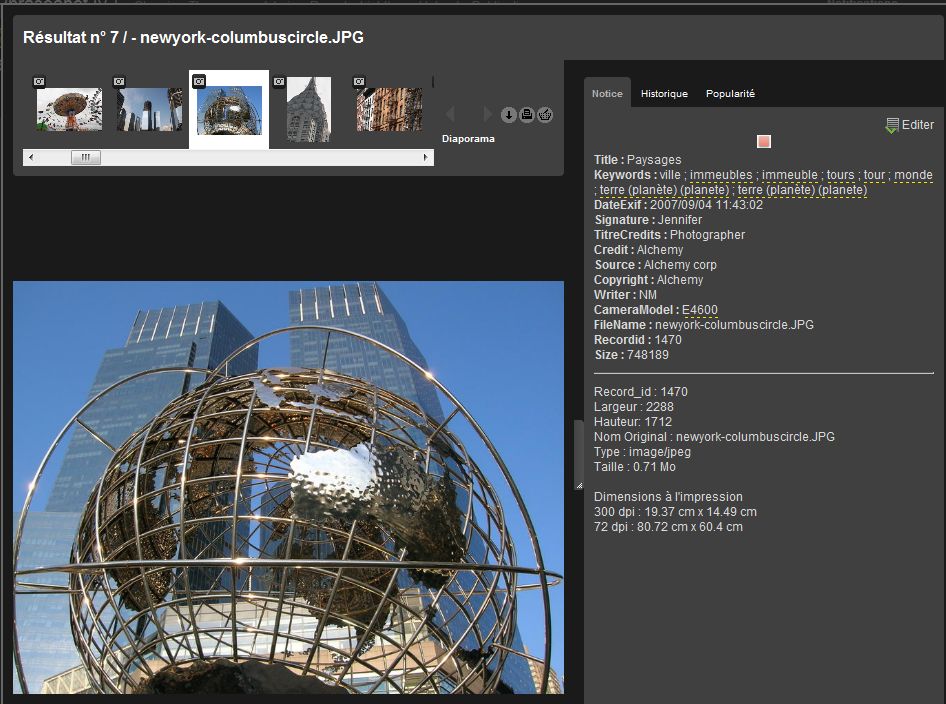 Résultat n° 7 / - newyork-columbuscircle.JPG
Diaporama
Notice Historique Popularité
Editer
Title : Paysages
Keywords : ville ; immeubles ; immeuble ; tours ; tour ; monde
; terre (planète) (planete) ; terre (planète) (planete)
DateExif : 2007/09/04 11:43:02
Signature : Jennifer
TitreCredits : Photographer
Credit : Alchemy
Source : Alchemy corp
Copyright : Alchemy
Writer : NM
CameraModel : E4600
FileName : newyork-columbuscircle.JPG
Recordid : 1470
Size : 748189
Record_id : 1470
Largeur : 2288
Hauteur: 1712
Nom Original : newyork-columbuscircle.JPG
Type : image/jpeg
Taille : 0.71 Mo
Dimensions à l'impression
300 dpi : 19.37 cm x 14.49 cm
72 dpi : 80.72 cm x 60.4 cm